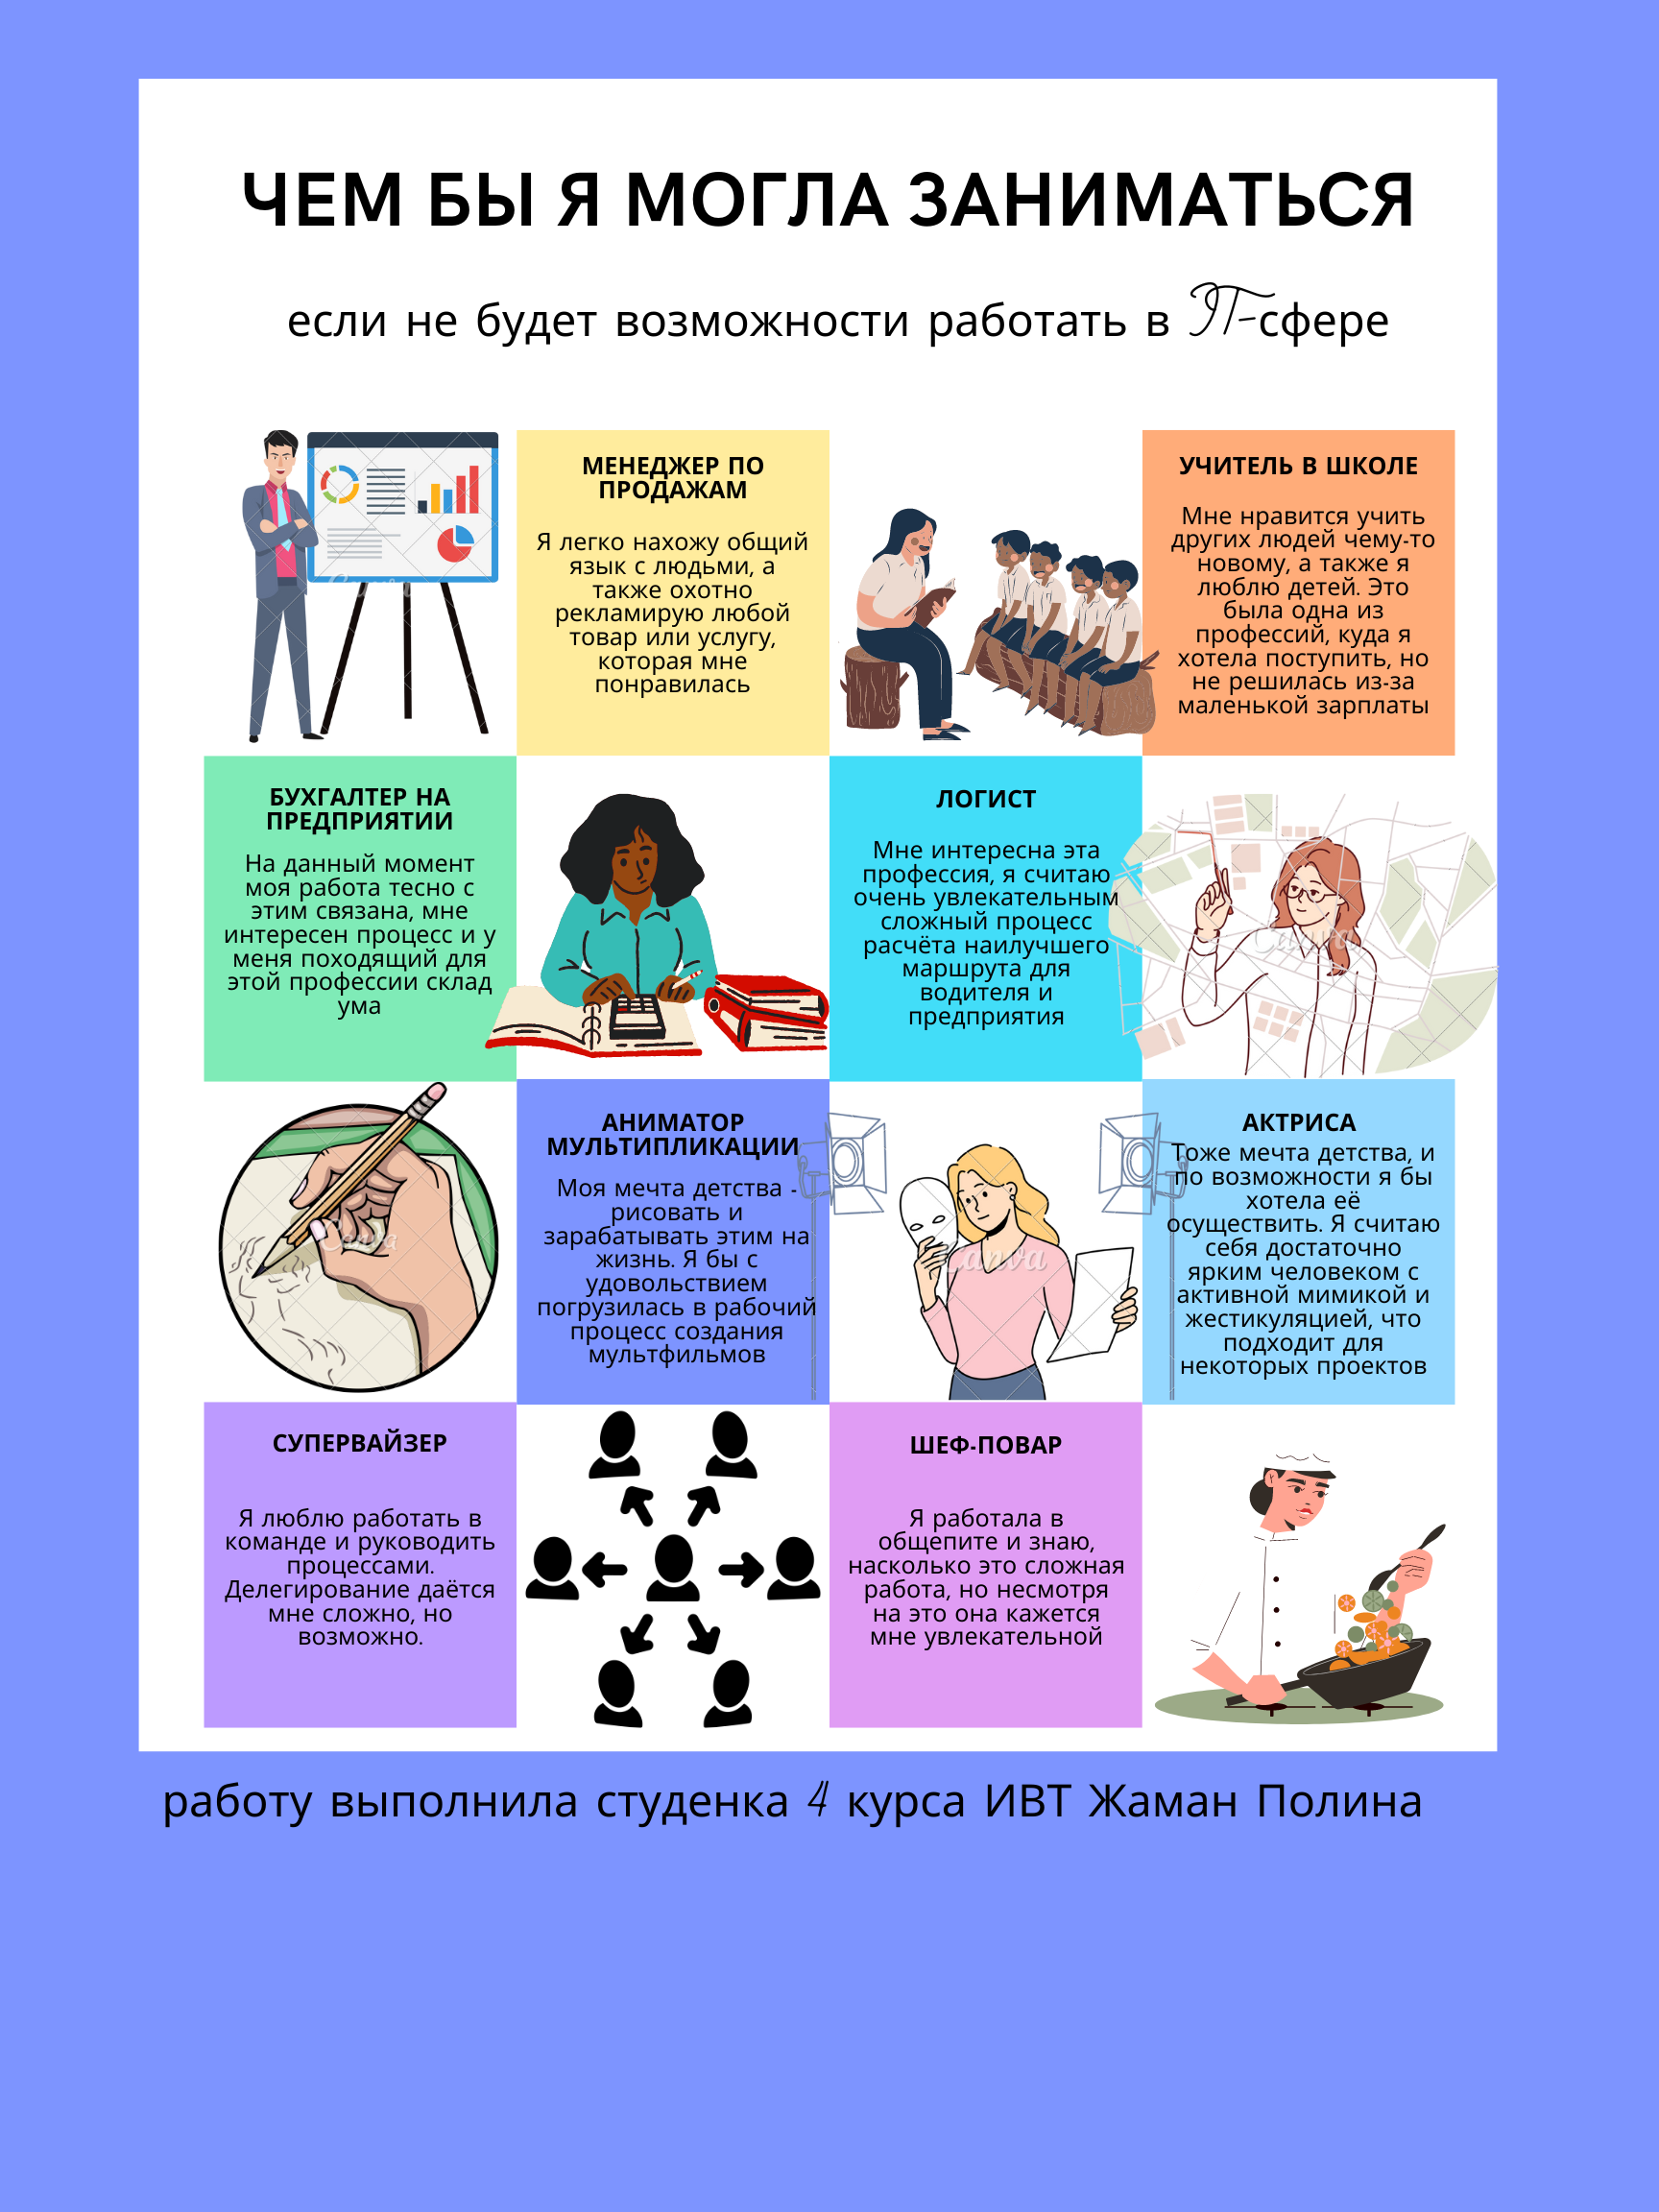 ЧЕМ БЫ Я МОГЛА ЗАНИМАТЬСЯ
если не будет возможности работать в IT-сфере
МЕНЕДЖЕР ПО
ПРОДАЖАМ
Я легко нахожу общий
язык с людьми, а
также охотно
рекламирую любой
товар или услугу,
которая мне
понравилась
УЧИТЕЛЬ В ШКОЛЕ
Мне нравится учить
других людей чему-то
новому, а также я
люблю детей. Это
была одна из
профессий, куда я
хотела поступить, но
не решилась из-за
маленькой зарплаты
БУХГАЛТЕР НА
ПРЕДПРИЯТИИ
На данный момент
моя работа тесно с
этим связана, мне
интересен процесс и у
меня походящий для
этой профессии склад
ума
ЛОГИСТ
Мне интересна эта
профессия, я считаю
очень увлекательным
сложный процесс
расчёта наилучшего
маршрута для
водителя и
предприятия
Canva
АНИМАТОР
МУЛЬТИПЛИКАЦИИ
Моя мечта детства -
рисовать и
зарабатывать этим на
жизнь. Я бы с
удовольствием
погрузилась в рабочий
процесс создания
мультфильмов
Canva
Canva
АКТРИСА
Тоже мечта детства, и
по возможности я бы
хотела её
осуществить. Я считаю
себя достаточно
ярким человеком с
активной мимикой и
жестикуляцией, что
подходит для
некоторых проектов
СУПЕРВАЙЗЕР
Я люблю работать в
команде и руководить
процессами.
Делегирование даётся
мне сложно, но
возможно.
ШЕФ-ПОВАР
Я работала в
общепите и знаю,
насколько это сложная
работа, но несмотря
на это она кажется
мне увлекательной
работу выполнила студенка 4 курса ИВТ Жаман Полина